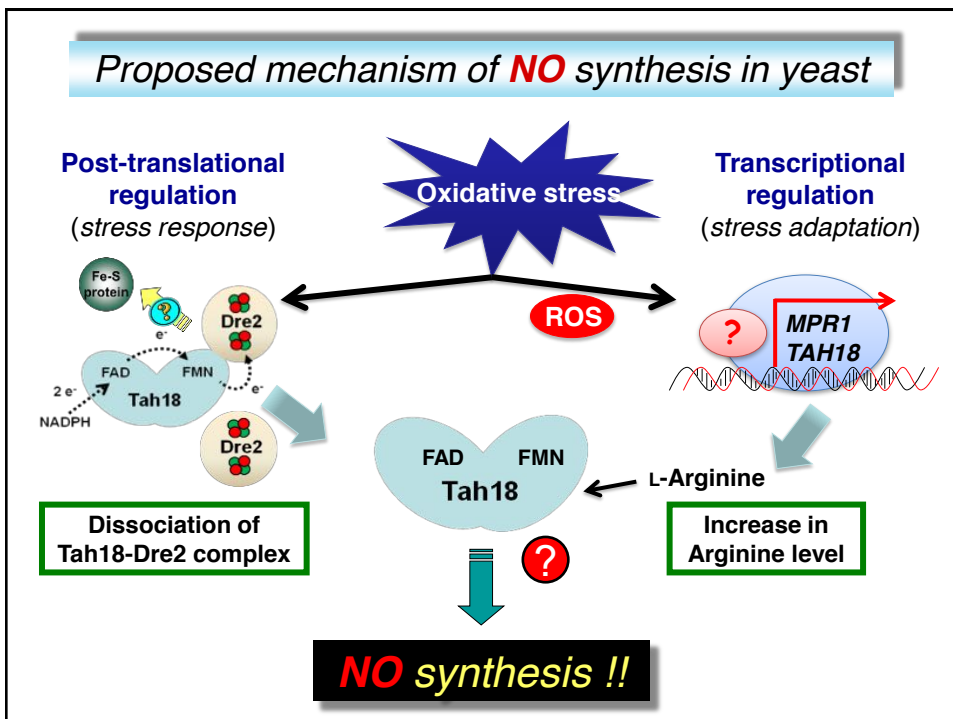 Proposed mechanism of NO synthesis in yeast
Post-translational
regulation
(stress response)
Oxidative stress
Transcriptional
regulation
(stress adaptation)
Fe-S
protein
?
Dre2
e-
FAD
FMN
Tah18
e-
2 e-
NADPH
Dre2
ROS
?
MPR1
TAH18
FAD
FMN
Tah18
L-Arginine
Dissociation of
Tah18-Dre2 complex
Increase in
Arginine level
?
NO synthesis !!